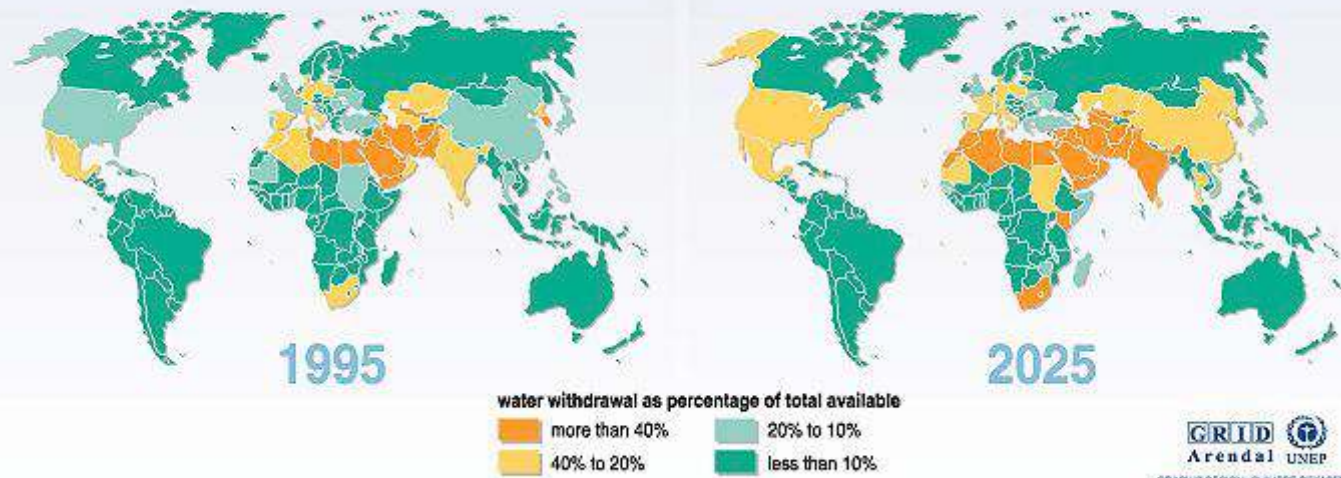 1995
2025
water withdrawal as percentage of total available
more than 40%
20% to 10%
40% to 20%
less than 10%
GRID
Arendal
UNEP